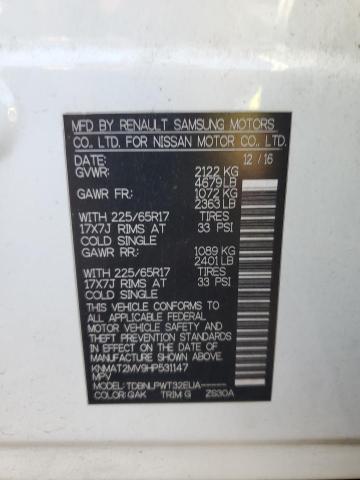 MFD BY RENAULT SAMSUNG MOTORS
CO., LTD. FOR NISSAN MOTOR CO., LTD.
DATE: 12 / 16
GVWR: 2122 KG
4679 LB
GAWR FR: 1072 KG
2363 LB
WITH 225/65R17 TIRES
17X7J RIMS AT 33 PSI
COLD SINGLE
GAWR RR: 1089 KG
2401 LB
WITH 225/65R17 TIRES
17X7J RIMS AT 33 PSI
COLD SINGLE
THIS VEHICLE CONFORMS TO
ALL APPLICABLE FEDERAL
MOTOR VEHICLE SAFETY
THEFT PREVENTION STANDARDS
IN EFFECT ON THE DATE OF
MANUFACTURE SHOWN ABOVE.
KNMAT2MV9HP531147
MPV
MODEL: TDBNLPWT32EUA-----
COLOR: QAK TRIM G ZS30A